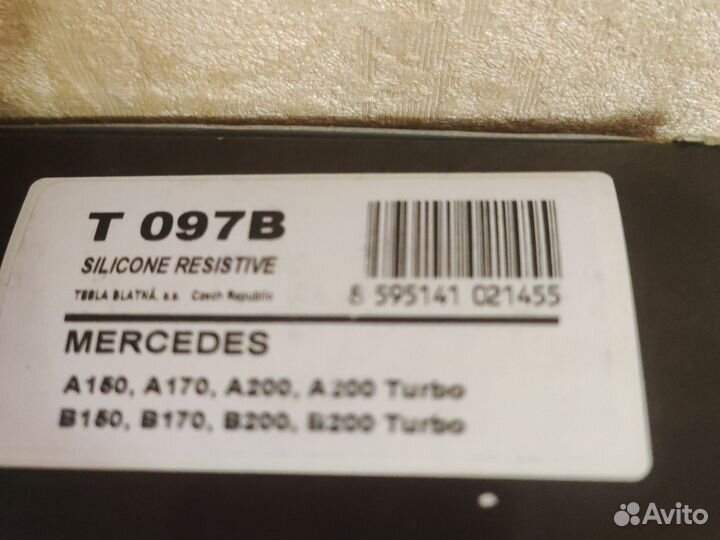 T 097B
SILICONE RESISTIVE
TESLA BLATNÁ, a.s. Czech Republic
8 595141 021455
MERCEDES
A150, A170, A200, A200 Turbo
B150, B170, B200, B200 Turbo
Avito